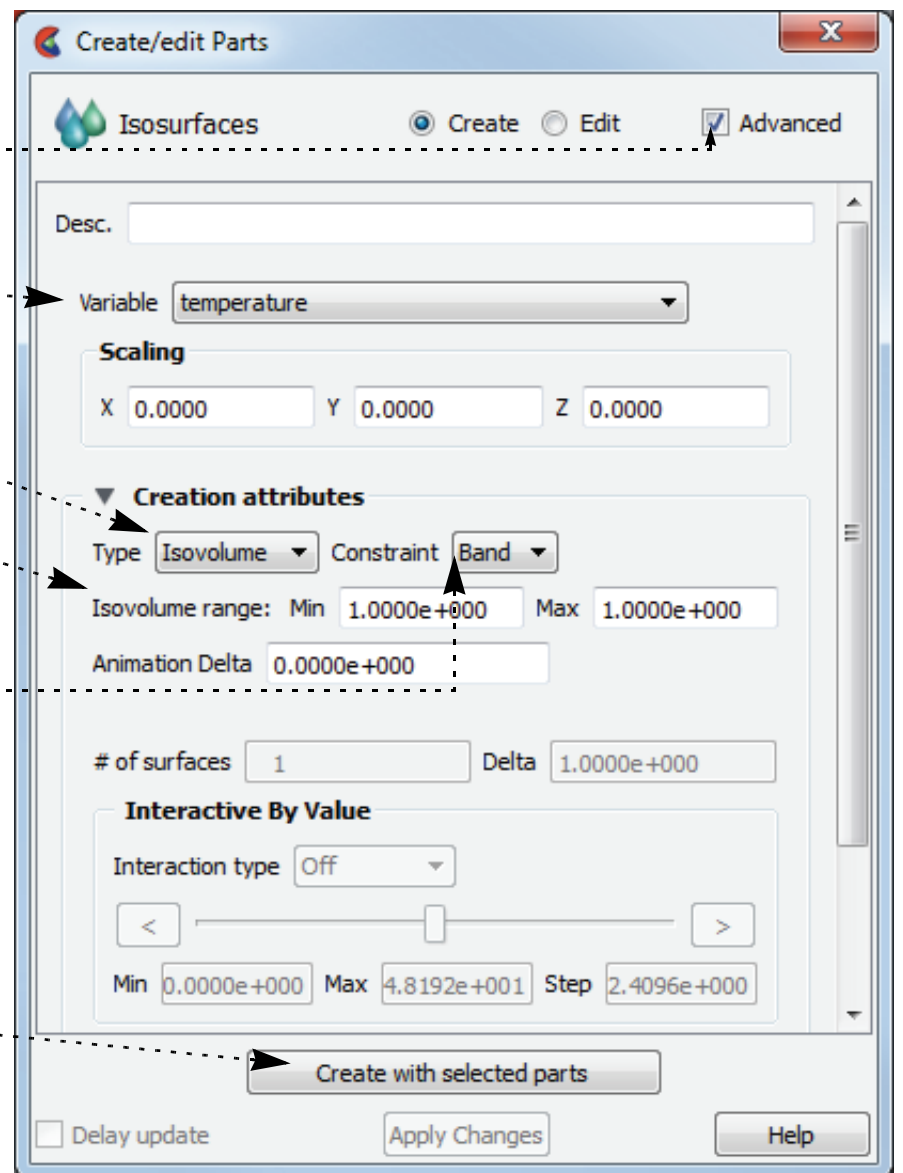 Create/edit Parts
Isosurfaces Create Edit Advanced
Desc.
Variable temperature
Scaling
X 0.0000 Y 0.0000 Z 0.0000
Creation attributes
Type Isovolume Constraint Band
Isovolume range: Min 1.0000e+000 Max 1.0000e+000
Animation Delta 0.0000e+000
# of surfaces 1 Delta 1.0000e+000
Interactive By Value
Interaction type Off
< >
Min 0.0000e+000 Max 4.8192e+001 Step 2.4096e+000
Create with selected parts
Delay update Apply Changes Help